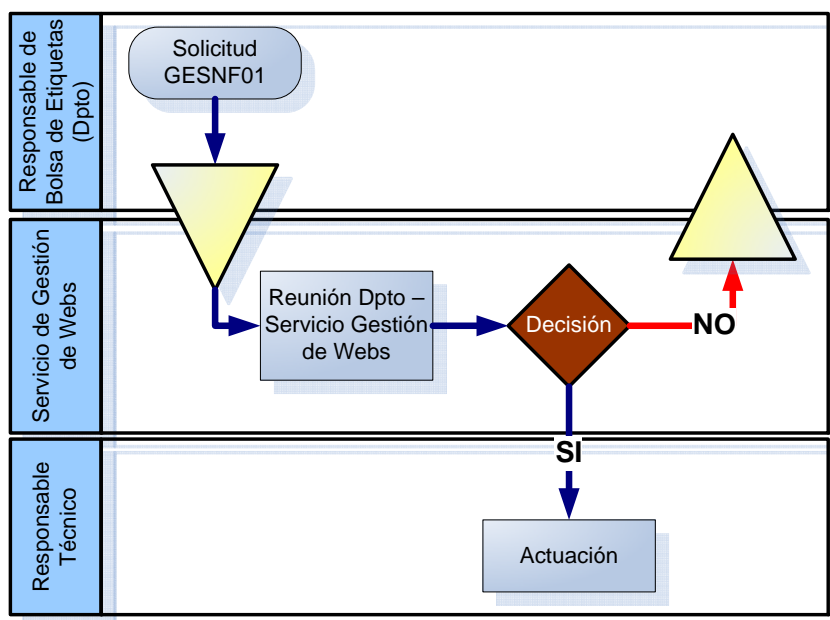 Responsable de
Bolsa de Etiquetas
(Dpto)
Solicitud
GESNF01
Servicio de Gestión
de Webs
Reunión Dpto –
Servicio Gestión
de Webs
Decisión
NO
SI
Responsable
Técnico
Actuación